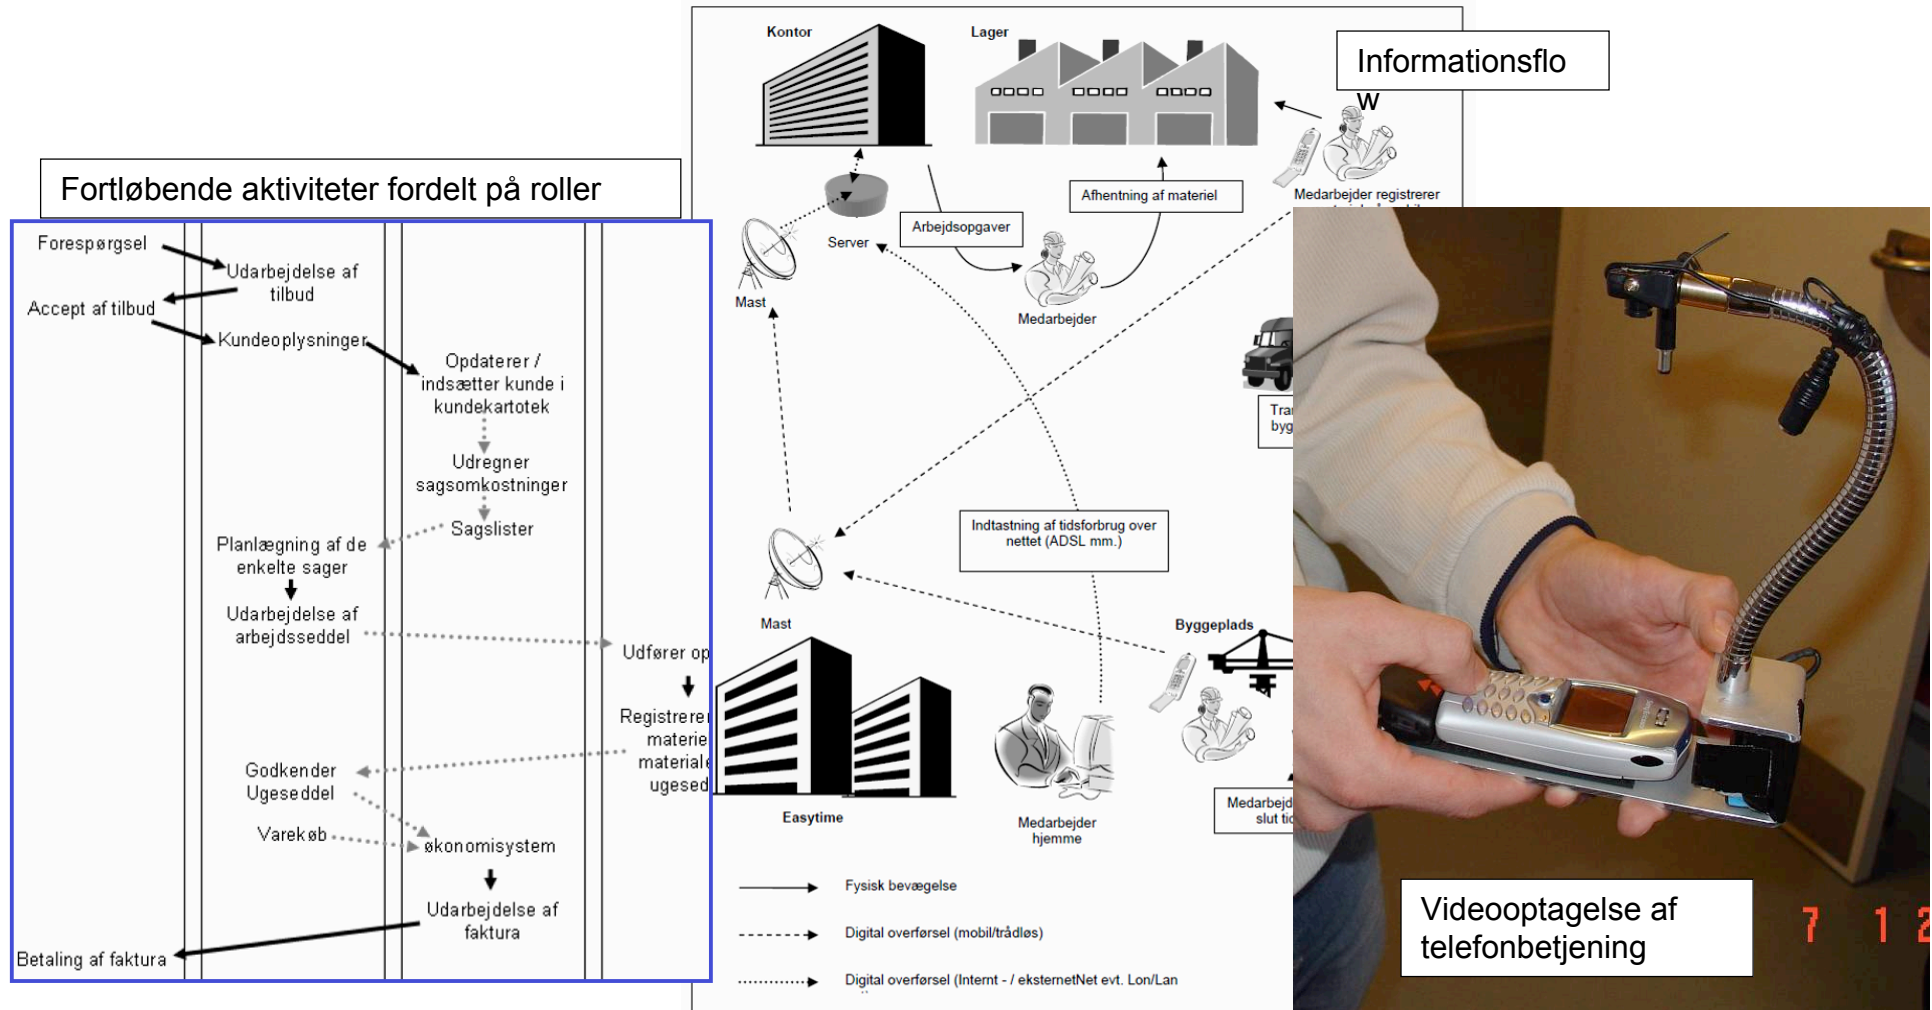 Fortløbende aktiviteter fordelt på roller
Forespørgsel
Udarbejdelse af
tilbud
Accept af tilbud
Kundeoplysninger
Opdaterer /
indsætter kunde i
kundekartotek
Udregner
sagsomkostninger
Sagslister
Planlægning af de
enkelte sager
Udarbejdelse af
arbejdsseddel
Udfører op
Registrerer
materie
materiale
ugesed
Godkender
Ugeseddel
Varekøb
økonomisystem
Udarbejdelse af
faktura
Betaling af faktura
Kontor
Lager
Informationsflo
w
Medarbejder registrerer
Afhentning af materiel
Arbejdsopgaver
Server
Mast
Medarbejder
Tra
byg
Indtastning af tidsforbrug over
nettet (ADSL mm.)
Mast
Byggeplads
Easytime
Medarbejder
hjemme
Medarbejd
slut tid
Fysisk bevægelse
Digital overførsel (mobil/trådløs)
Digital overførsel (Internt - / eksternetNet evt. Lon/Lan
Videooptagelse af
telefonbetjening
7 1 2